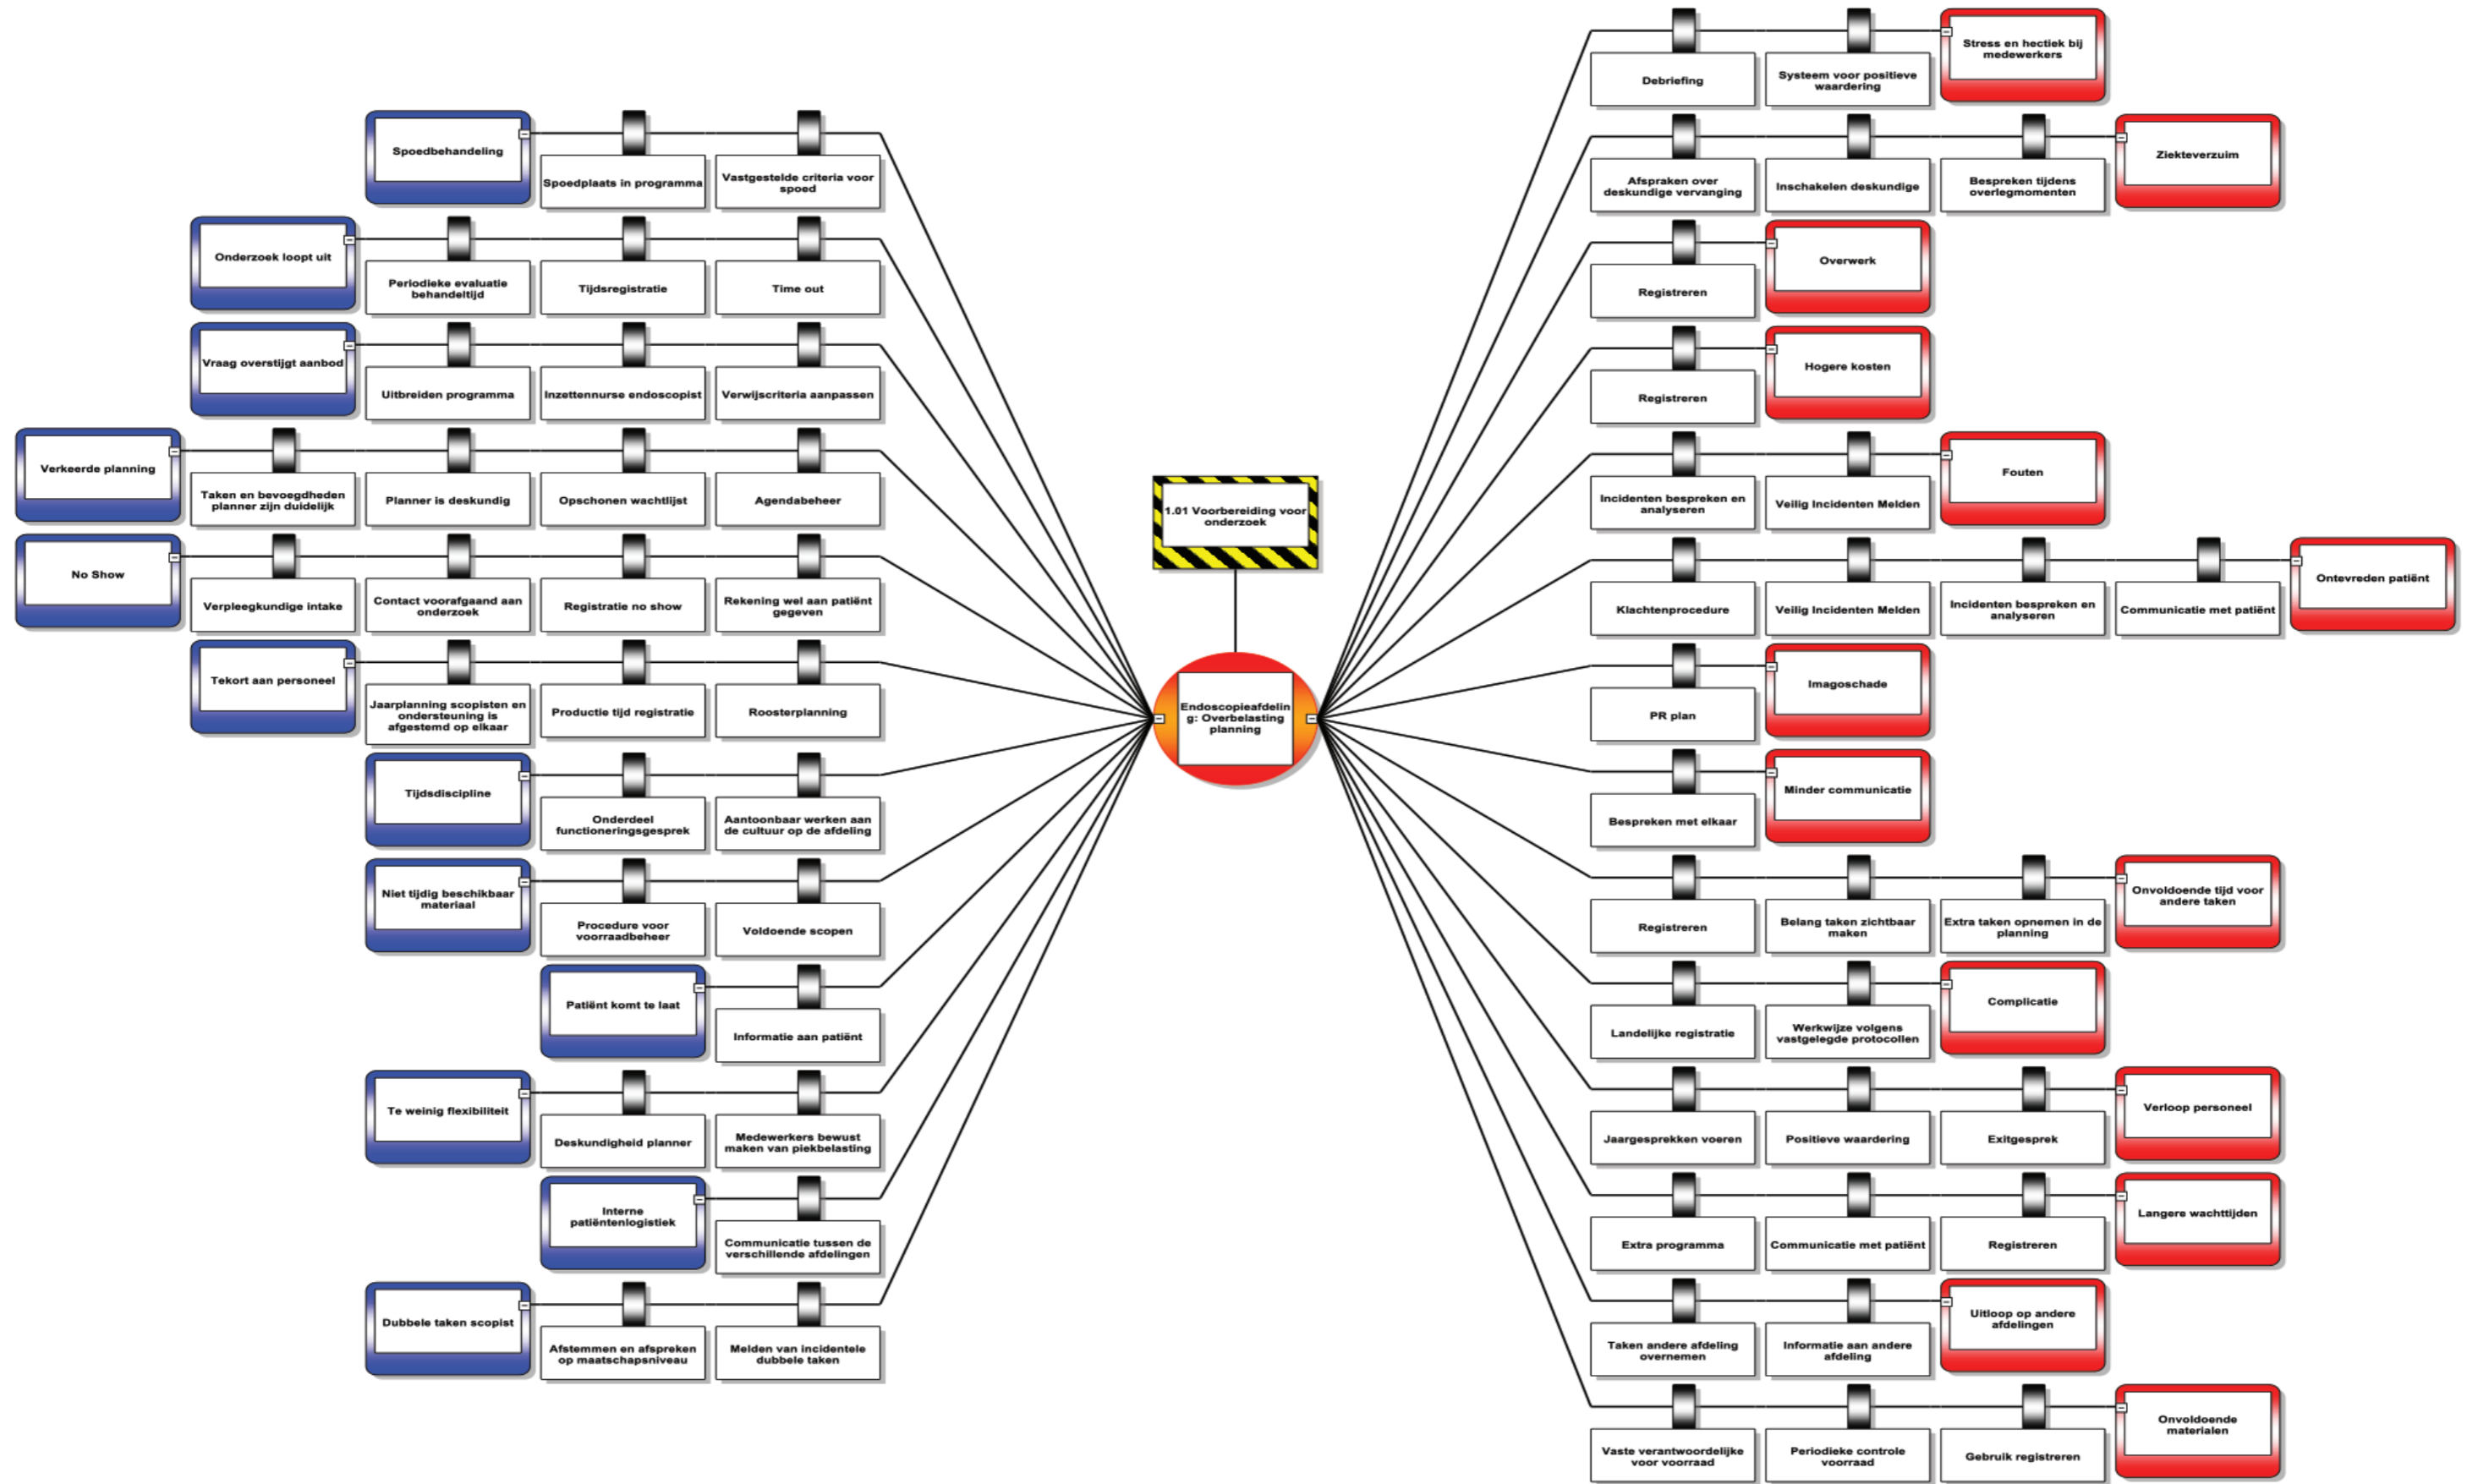 Spoedbehandeling
Spoedplaats in programma
Vastgestelde criteria voor
spoed
Onderzoek loopt uit
Periodieke evaluatie
behandeltijd
Tijdsregistratie
Time out
Vraag overstijgt aanbod
Uitbreiden programma
Inzettennurse endoscopist
Verwijscriteria aanpassen
Verkeerde planning
Taken en bevoegdheden
planner zijn duidelijk
Planner is deskundig
Opschonen wachtlijst
Agendabeheer
No Show
Verpleegkundige intake
Contact voorafgaand aan
onderzoek
Registratie no show
Rekening wel aan patiënt
gegeven
Tekort aan personeel
Jaarplanning scopisten en
ondersteuning is
afgestemd op elkaar
Productie tijd registratie
Roosterplanning
Tijdsdiscipline
Onderdeel
functioneringsgesprek
Aantoonbaar werken aan
de cultuur op de afdeling
Niet tijdig beschikbaar
materiaal
Procedure voor
voorraadbeheer
Voldoende scopen
Patiënt komt te laat
Informatie aan patiënt
Te weinig flexibiliteit
Deskundigheid planner
Medewerkers bewust
maken van piekbelasting
Interne
patiëntenlogistiek
Communicatie tussen de
verschillende afdelingen
Dubbele taken scopist
Afstemmen en afspreken
op maatschapsniveau
Melden van incidentele
dubbele taken
1.01 Voorbereiding voor
onderzoek
Endoscopieafdelin
g: Overbelasting
planning
Debriefing
Systeem voor positieve
waardering
Stress en hectiek bij
medewerkers
Afspraken over
deskundige vervanging
Inschakelen deskundige
Bespreken tijdens
overlegmomenten
Ziekteverzuim
Registreren
Overwerk
Registreren
Hogere kosten
Incidenten bespreken en
analyseren
Veilig Incidenten Melden
Fouten
Klachtenprocedure
Veilig Incidenten Melden
Incidenten bespreken en
analyseren
Communicatie met patiënt
Ontevreden patiënt
PR plan
Imagoschade
Bespreken met elkaar
Minder communicatie
Registreren
Belang taken zichtbaar
maken
Extra taken opnemen in de
planning
Onvoldoende tijd voor
andere taken
Landelijke registratie
Werkwijze volgens
vastgelegde protocollen
Complicatie
Jaargesprekken voeren
Positieve waardering
Exitgesprek
Verloop personeel
Extra programma
Communicatie met patiënt
Registreren
Langere wachttijden
Taken andere afdeling
overnemen
Informatie aan andere
afdeling
Uitloop op andere
afdelingen
Vaste verantwoordelijke
voor voorraad
Periodieke controle
voorraad
Gebruik registreren
Onvoldoende
materialen